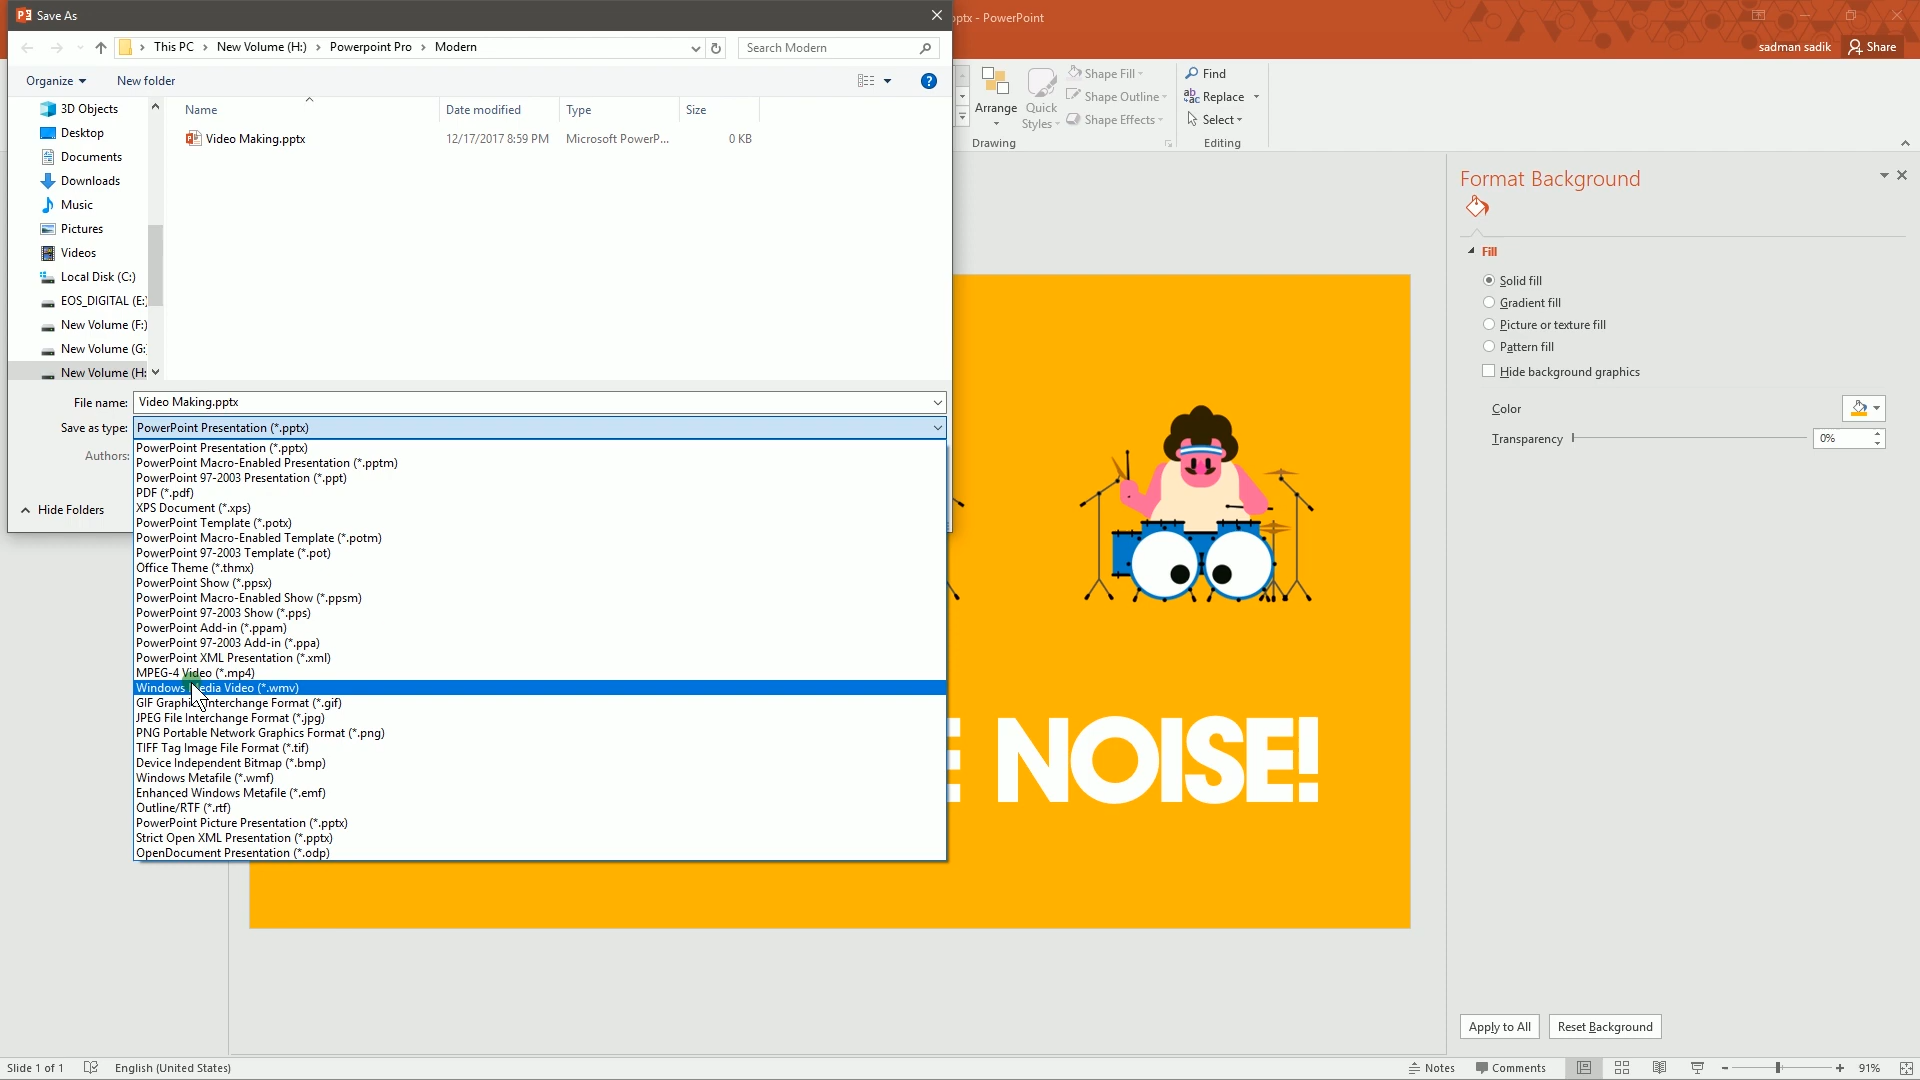 Save As
ptx - PowerPoint
sadman sadik
Share
This PC
New Volume (H:)
Powerpoint Pro
Modern
Search Modern
Organize
New folder
3D Objects
Desktop
Documents
Downloads
Music
Pictures
Videos
Local Disk (C:)
EOS_DIGITAL (E:)
New Volume (F:)
New Volume (G:
New Volume (H:
Name
Date modified
Type
Size
Video Making.pptx
12/17/2017 8:59 PM
Microsoft PowerP...
0 KB
File name:
Video Making.pptx
Save as type:
PowerPoint Presentation (*.pptx)
Authors:
Hide Folders
PowerPoint Presentation (*.pptx)
PowerPoint Macro-Enabled Presentation (*.pptm)
PowerPoint 97-2003 Presentation (*.ppt)
PDF (*.pdf)
XPS Document (*.xps)
PowerPoint Template (*.potx)
PowerPoint Macro-Enabled Template (*.potm)
PowerPoint 97-2003 Template (*.pot)
Office Theme (*.thmx)
PowerPoint Show (*.ppsx)
PowerPoint Macro-Enabled Show (*.ppsm)
PowerPoint 97-2003 Show (*.pps)
PowerPoint Add-in (*.ppam)
PowerPoint 97-2003 Add-in (*.ppa)
PowerPoint XML Presentation (*.xml)
MPEG-4 Video (*.mp4)
Windows Media Video (*.wmv)
GIF Graphics Interchange Format (*.gif)
JPEG File Interchange Format (*.jpg)
PNG Portable Network Graphics Format (*.png)
TIFF Tag Image File Format (*.tif)
Device Independent Bitmap (*.bmp)
Windows Metafile (*.wmf)
Enhanced Windows Metafile (*.emf)
Outline/RTF (*.rtf)
PowerPoint Picture Presentation (*.pptx)
Strict Open XML Presentation (*.pptx)
OpenDocument Presentation (*.odp)
Arrange
Quick
Styles
Shape Fill
Shape Outline
Shape Effects
Drawing
Find
Replace
Select
Editing
E NOISE!
Format Background
Fill
Solid fill
Gradient fill
Picture or texture fill
Pattern fill
Hide background graphics
Color
Transparency
0%
Apply to All
Reset Background
Slide 1 of 1
English (United States)
Notes
Comments
91%